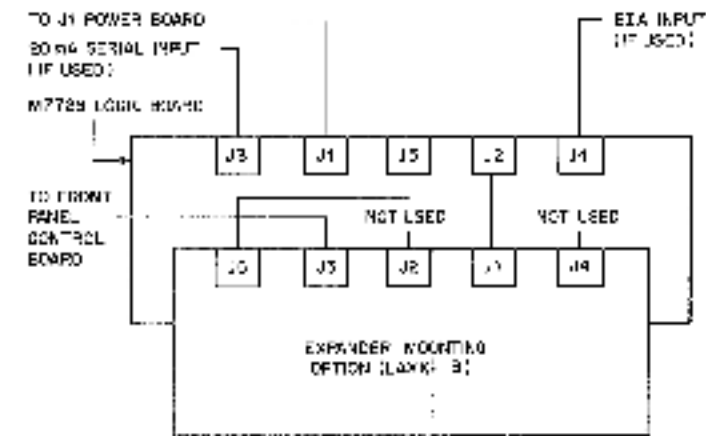 TO J1 POWER BOARD
20 mA SERIAL INPUT
(IF USED)
M7729 LOGIC BOARD
EIA INPUT
(IF USED)
J3
J1
J5
J2
J4
TO FRONT
PANEL
CONTROL
BOARD
NOT USED
NOT USED
J3
J2
J4
EXPANDER MOUNTING
OPTION